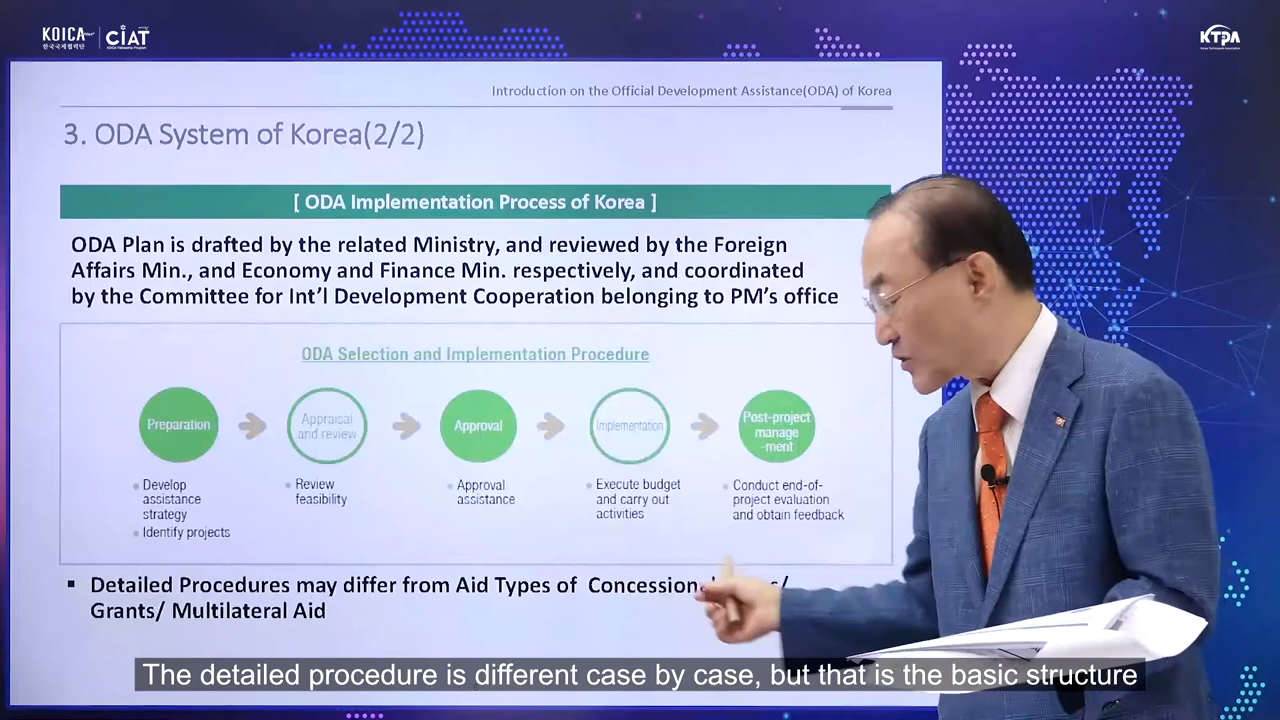 KOICA
한국국제협력단
CIAT
KOICA Fellowship Program
KTPA
Introduction on the Official Development Assistance(ODA) of Korea
3. ODA System of Korea(2/2)
[ ODA Implementation Process of Korea ]
ODA Plan is drafted by the related Ministry, and reviewed by the Foreign
Affairs Min., and Economy and Finance Min. respectively, and coordinated
by the Committee for Int'l Development Cooperation belonging to PM's office
ODA Selection and Implementation Procedure
Preparation
Appraisal
and review
Approval
Implementation
Post-project
manage
-ment
• Develop
assistance
strategy
• Identify projects
• Review
feasibility
• Approval
assistance
• Execute budget
and carry out
activities
• Conduct end-of-
project evaluation
and obtain feedback
▪ Detailed Procedures may differ from Aid Types of Concession
Grants/ Multilateral Aid
The detailed procedure is different case by case, but that is the basic structure